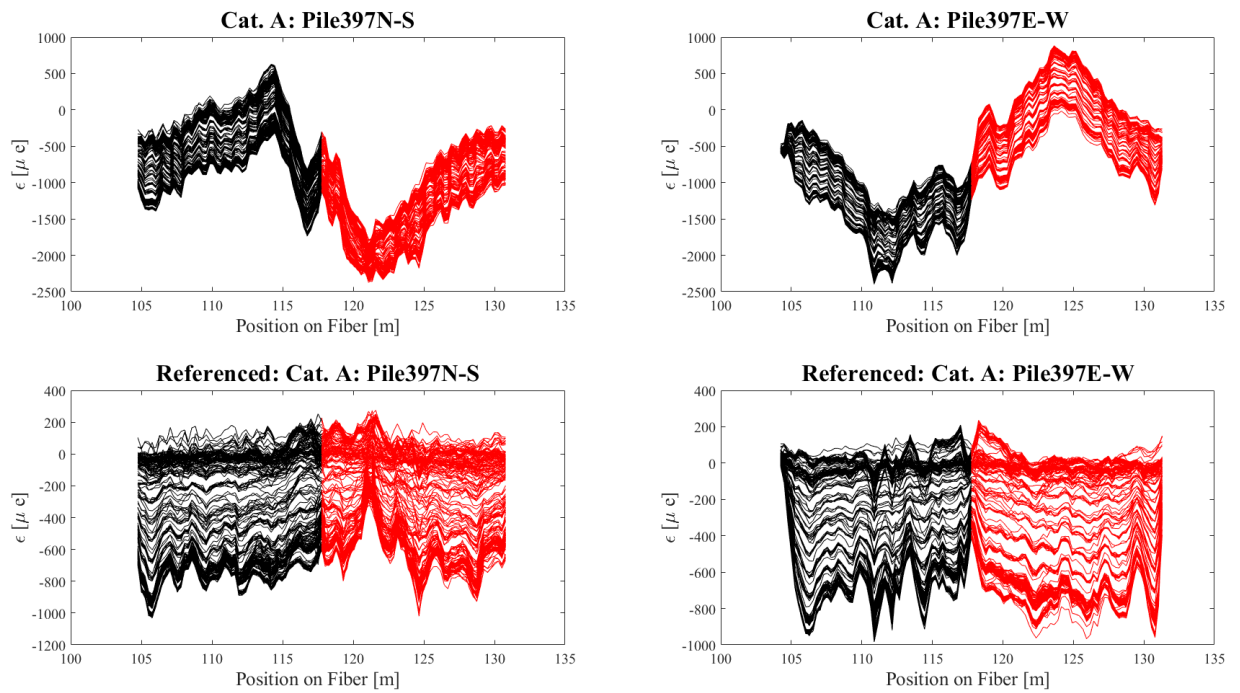 Cat. A: Pile397N-S
1000
500
0
-500
-1000
-1500
-2000
-2500
ϵ [μ ϵ]
100 105 110 115 120 125 130 135
Position on Fiber [m]
Cat. A: Pile397E-W
1000
500
0
-500
-1000
-1500
-2000
-2500
ϵ [μ ϵ]
100 105 110 115 120 125 130 135
Position on Fiber [m]
Referenced: Cat. A: Pile397N-S
400
200
0
-200
-400
-600
-800
-1000
-1200
ϵ [μ ϵ]
100 105 110 115 120 125 130 135
Position on Fiber [m]
Referenced: Cat. A: Pile397E-W
400
200
0
-200
-400
-600
-800
-1000
ϵ [μ ϵ]
100 105 110 115 120 125 130 135
Position on Fiber [m]